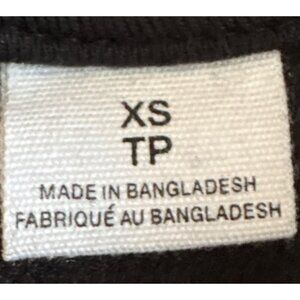 XS
TP
MADE IN BANGLADESH
FABRIQUÉ AU BANGLADESH